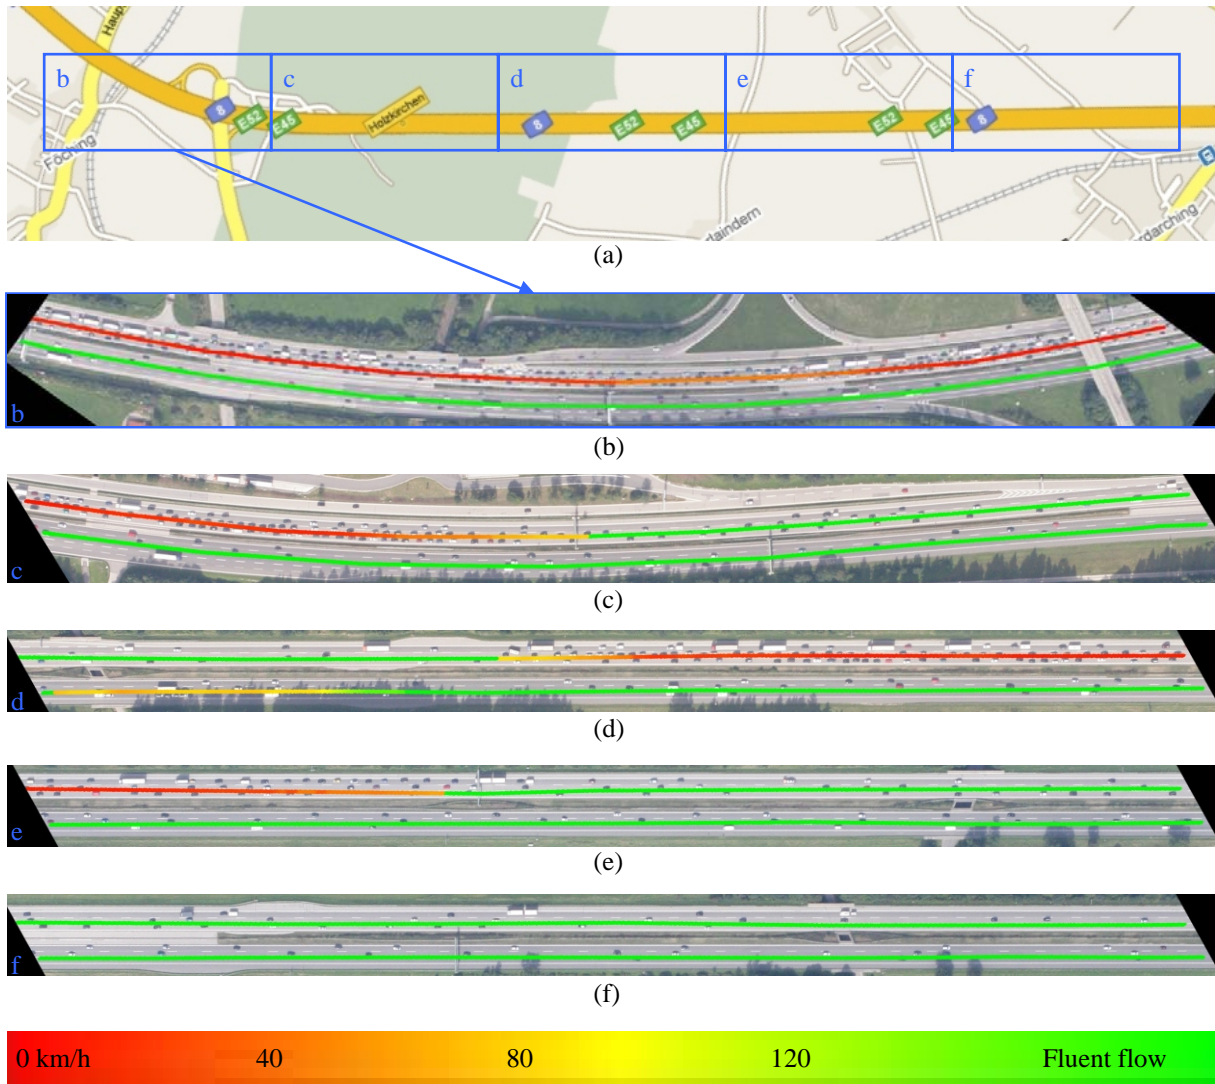 Haup
b
c
d
e
f
8
E52
E45
Holzkirchen
8
E52
E45
E52
E45
8
Föching
laindern
rdarching
(a)
b
(b)
c
(c)
d
(d)
e
(e)
f
(f)
0 km/h 40 80 120 Fluent flow